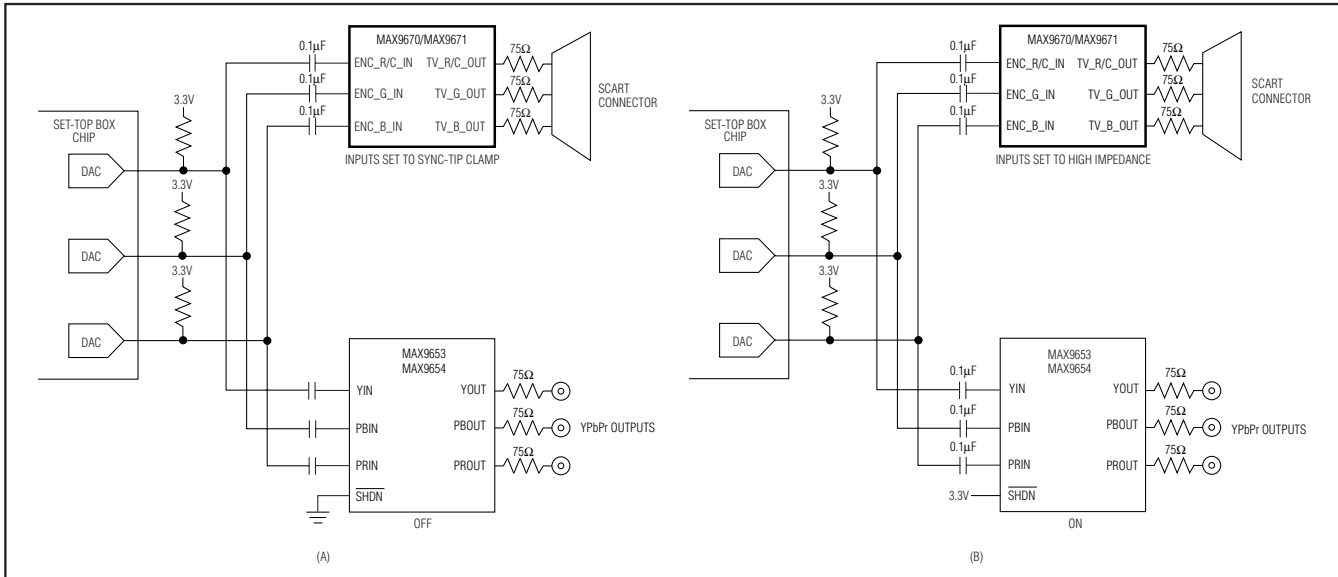 0.1µF
MAX9670/MAX9671
75Ω
ENC_R/C_IN TV_R/C_OUT
0.1µF
75Ω
3.3V
ENC_G_IN TV_G_OUT
SCART
CONNECTOR
0.1µF
75Ω
SET-TOP BOX
CHIP
ENC_B_IN TV_B_OUT
INPUTS SET TO SYNC-TIP CLAMP
DAC
3.3V
DAC
3.3V
DAC
MAX9653
MAX9654
75Ω
YIN YOUT
75Ω
PBIN PBOUT
YPbPr OUTPUTS
75Ω
PRIN PROUT
SHDN
OFF
(A)
0.1µF
MAX9670/MAX9671
75Ω
ENC_R/C_IN TV_R/C_OUT
0.1µF
75Ω
3.3V
ENC_G_IN TV_G_OUT
SCART
CONNECTOR
0.1µF
75Ω
SET-TOP BOX
CHIP
ENC_B_IN TV_B_OUT
INPUTS SET TO HIGH IMPEDANCE
DAC
3.3V
DAC
3.3V
DAC
MAX9653
MAX9654
0.1µF
75Ω
YIN YOUT
0.1µF
75Ω
PBIN PBOUT
YPbPr OUTPUTS
0.1µF
75Ω
PRIN PROUT
3.3V
SHDN
ON
(B)